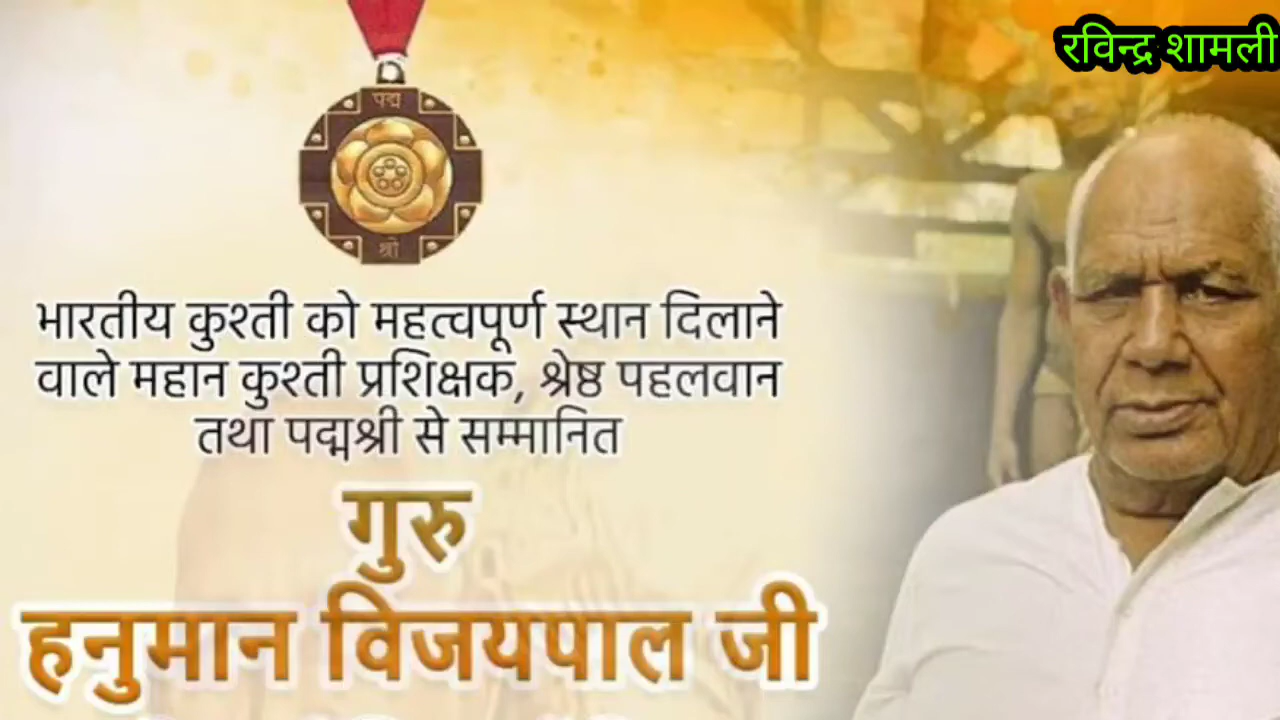 रविन्द्र शामली
पद्म
श्री
भारतीय कुश्ती को महत्वपूर्ण स्थान दिलाने
वाले महान कुश्ती प्रशिक्षक, श्रेष्ठ पहलवान
तथा पद्मश्री से सम्मानित
गुरु
हनुमान विजयपाल जी